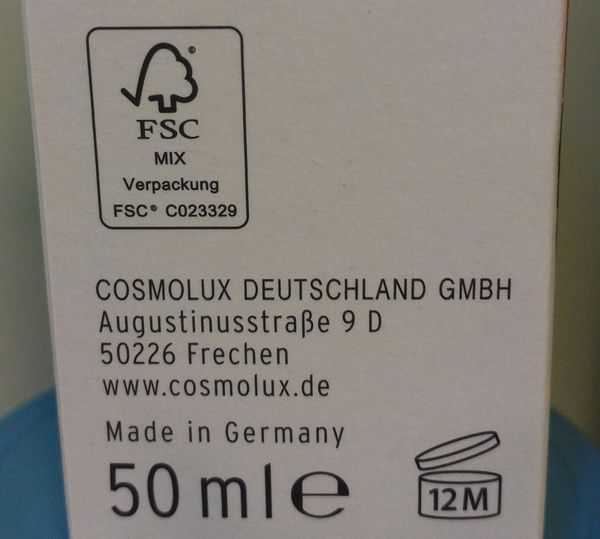 FSC®
MIX
Verpackung
FSC® C023329
COSMOLUX DEUTSCHLAND GMBH
Augustinusstraße 9 D
50226 Frechen
www.cosmolux.de
Made in Germany
50 ml ℮
12 M